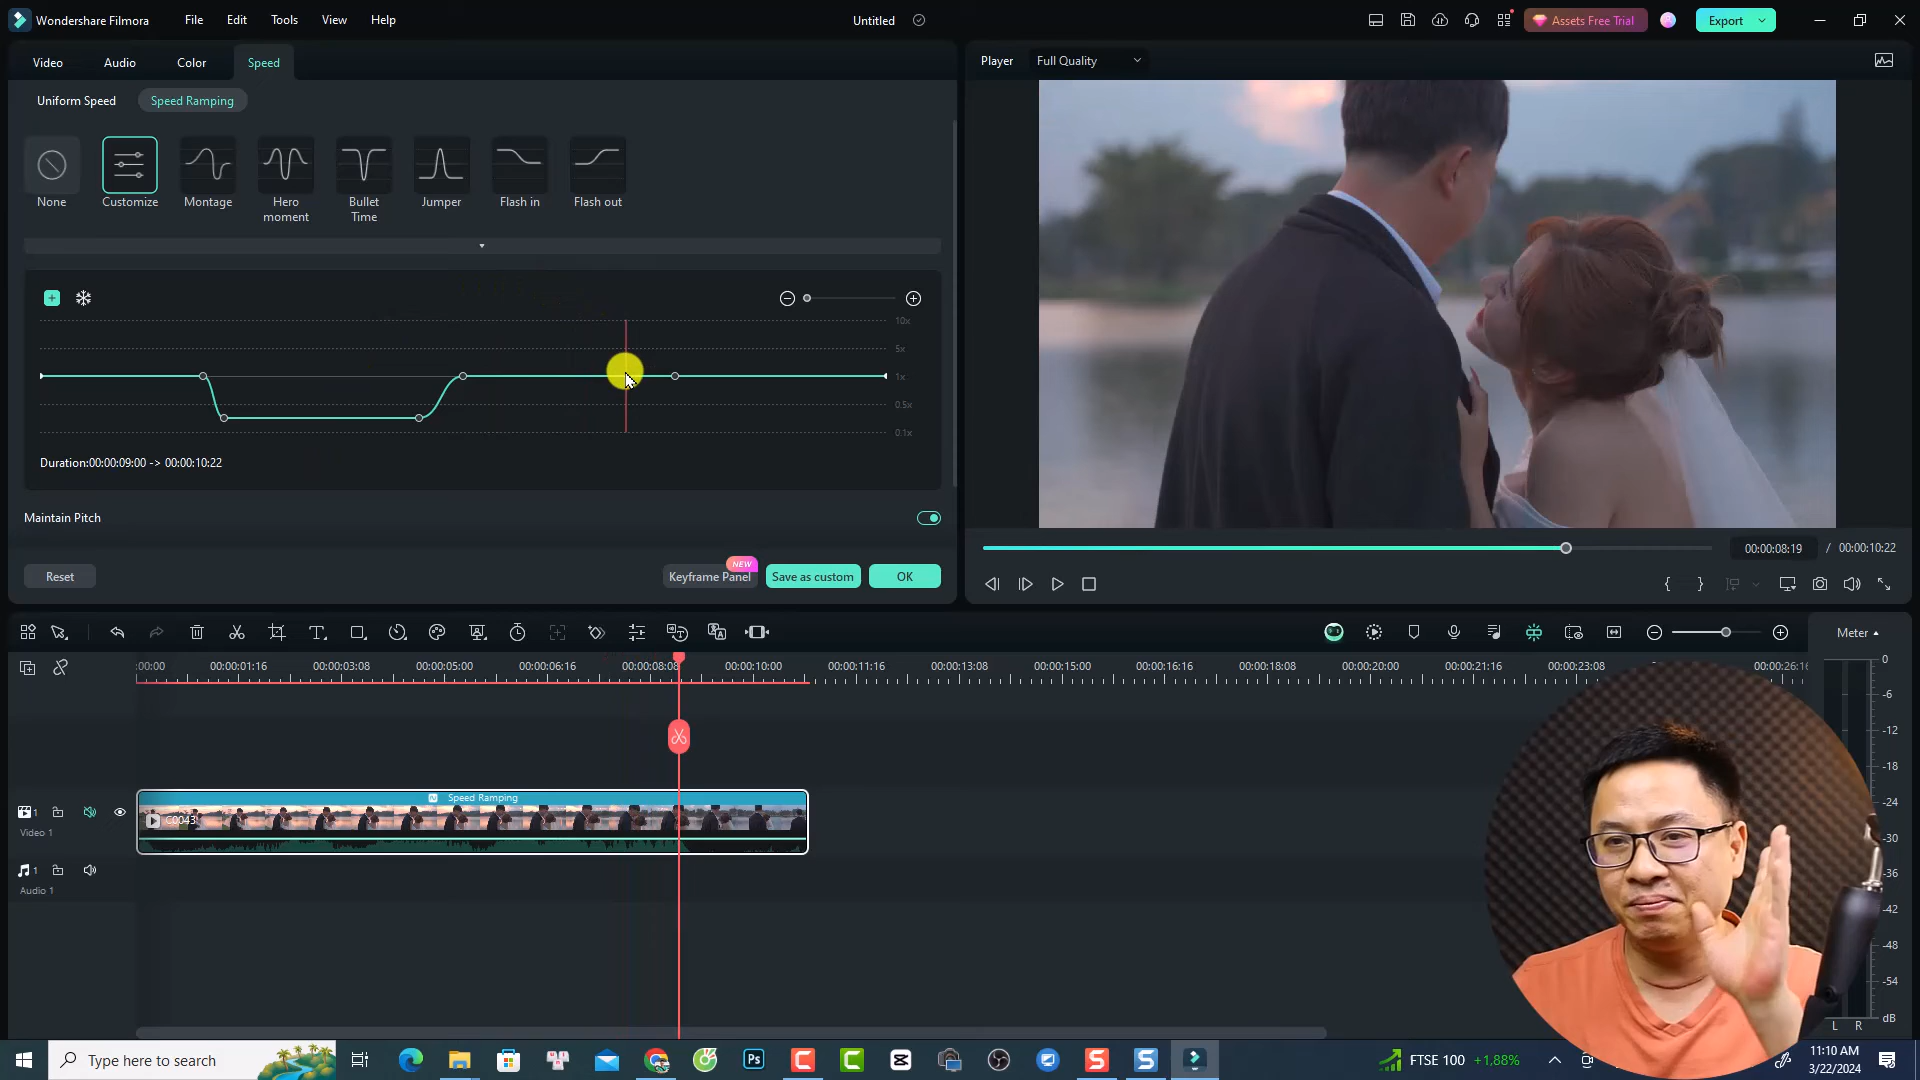 Wondershare Filmora
File
Edit
Tools
View
Help
Untitled
Assets Free Trial
Export
Video
Audio
Color
Speed
Player
Full Quality
Uniform Speed
Speed Ramping
None
Customize
Montage
Hero
moment
Bullet
Time
Jumper
Flash in
Flash out
10x
5x
1x
0.5x
0.1x
Duration:00:00:09:00 -> 00:00:10:22
Maintain Pitch
Reset
NEW
Keyframe Panel
Save as custom
OK
00:00:08:19 / 00:00:10:22
Meter
:00:00
00:00:01:16
00:00:03:08
00:00:05:00
00:00:06:16
00:00:08:08
00:00:10:00
00:00:11:16
00:00:13:08
00:00:15:00
00:00:16:16
00:00:18:08
00:00:20:00
00:00:21:16
00:00:23:08
00:00:26:16
0
-6
-12
-18
-24
-30
-36
-42
-48
-54
dB
L R
Speed Ramping
C0043
1
Video 1
1
Audio 1
Type here to search
Ps
FTSE 100 +1.88%
11:10 AM
3/22/2024